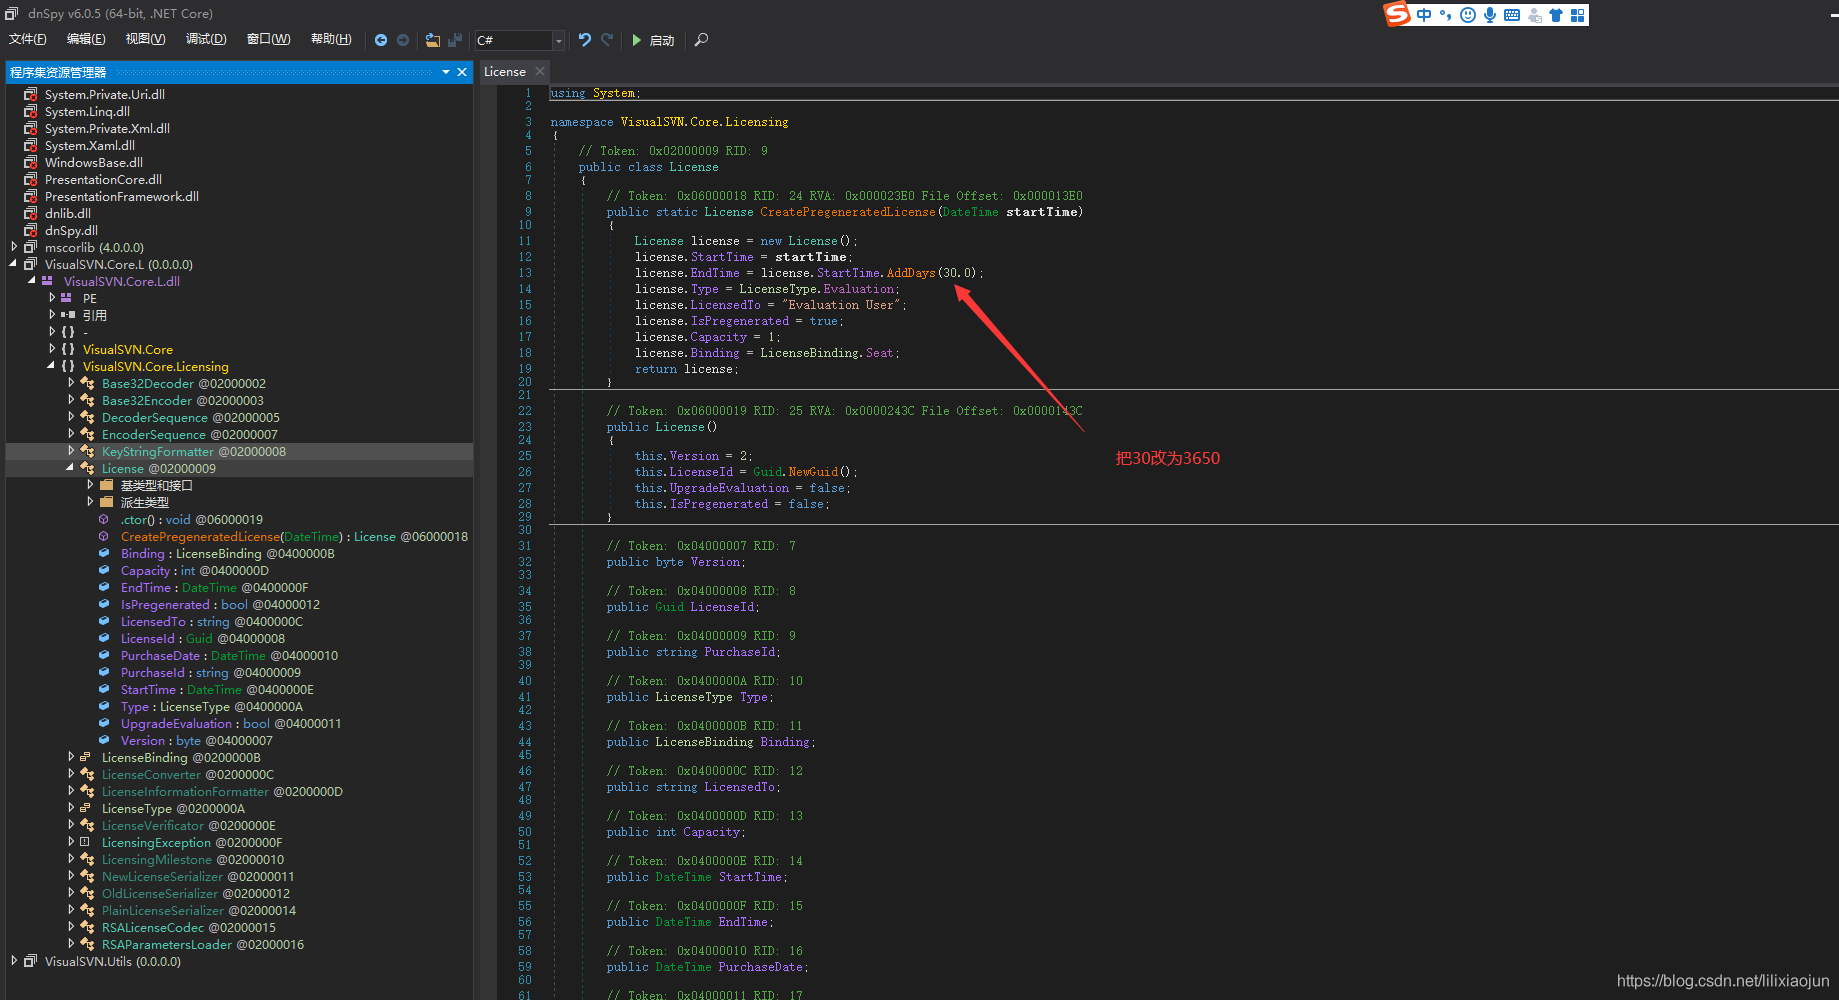 dnSpy v6.0.5 (64-bit, .NET Core)
中
文件(F) 编辑(E) 视图(V) 调试(D) 窗口(W) 帮助(H) C# 启动
程序集资源管理器
System.Private.Uri.dll
System.Linq.dll
System.Private.Xml.dll
System.Xaml.dll
WindowsBase.dll
PresentationCore.dll
PresentationFramework.dll
dnlib.dll
dnSpy.dll
mscorlib (4.0.0.0)
VisualSVN.Core.L (0.0.0.0)
VisualSVN.Core.L.dll
PE
引用
{ } -
{ } VisualSVN.Core
{ } VisualSVN.Core.Licensing
Base32Decoder @02000002
Base32Encoder @02000003
DecoderSequence @02000005
EncoderSequence @02000007
KeyStringFormatter @02000008
License @02000009
基类型和接口
派生类型
.ctor() : void @06000019
CreatePregeneratedLicense(DateTime) : License @06000018
Binding : LicenseBinding @0400000B
Capacity : int @0400000D
EndTime : DateTime @0400000F
IsPregenerated : bool @04000012
LicensedTo : string @0400000C
LicenseId : Guid @04000008
PurchaseDate : DateTime @04000010
PurchaseId : string @04000009
StartTime : DateTime @0400000E
Type : LicenseType @0400000A
UpgradeEvaluation : bool @04000011
Version : byte @04000007
LicenseBinding @0200000B
LicenseConverter @0200000C
LicenseInformationFormatter @0200000D
LicenseType @0200000A
LicenseVerificator @0200000E
LicensingException @0200000F
LicensingMilestone @02000010
NewLicenseSerializer @02000011
OldLicenseSerializer @02000012
PlainLicenseSerializer @02000014
RSALicenseCodec @02000015
RSAParametersLoader @02000016
VisualSVN.Utils (0.0.0.0)
License
1 using System;
2
3 namespace VisualSVN.Core.Licensing
4 {
5 // Token: 0x02000009 RID: 9
6 public class License
7 {
8 // Token: 0x06000018 RID: 24 RVA: 0x000023E0 File Offset: 0x000013E0
9 public static License CreatePregeneratedLicense(DateTime startTime)
10 {
11 License license = new License();
12 license.StartTime = startTime;
13 license.EndTime = license.StartTime.AddDays(30.0);
14 license.Type = LicenseType.Evaluation;
15 license.LicensedTo = "Evaluation User";
16 license.IsPregenerated = true;
17 license.Capacity = 1;
18 license.Binding = LicenseBinding.Seat;
19 return license;
20 }
21
22 // Token: 0x06000019 RID: 25 RVA: 0x0000243C File Offset: 0x0000143C
23 public License()
24 {
25 this.Version = 2;
26 this.LicenseId = Guid.NewGuid();
27 this.UpgradeEvaluation = false;
28 this.IsPregenerated = false;
29 }
30
31 // Token: 0x04000007 RID: 7
32 public byte Version;
33
34 // Token: 0x04000008 RID: 8
35 public Guid LicenseId;
36
37 // Token: 0x04000009 RID: 9
38 public string PurchaseId;
39
40 // Token: 0x0400000A RID: 10
41 public LicenseType Type;
42
43 // Token: 0x0400000B RID: 11
44 public LicenseBinding Binding;
45
46 // Token: 0x0400000C RID: 12
47 public string LicensedTo;
48
49 // Token: 0x0400000D RID: 13
50 public int Capacity;
51
52 // Token: 0x0400000E RID: 14
53 public DateTime StartTime;
54
55 // Token: 0x0400000F RID: 15
56 public DateTime EndTime;
57
58 // Token: 0x04000010 RID: 16
59 public DateTime PurchaseDate;
60
61 // Token: 0x04000011 RID: 17
把30改为3650
https://blog.csdn.net/lilixiaojun